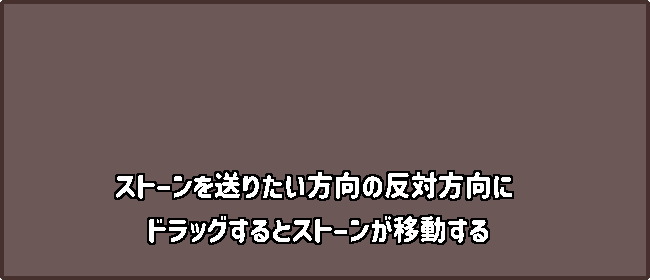 ストーンを送りたい方向の反対方向に
ドラッグするとストーンが移動する